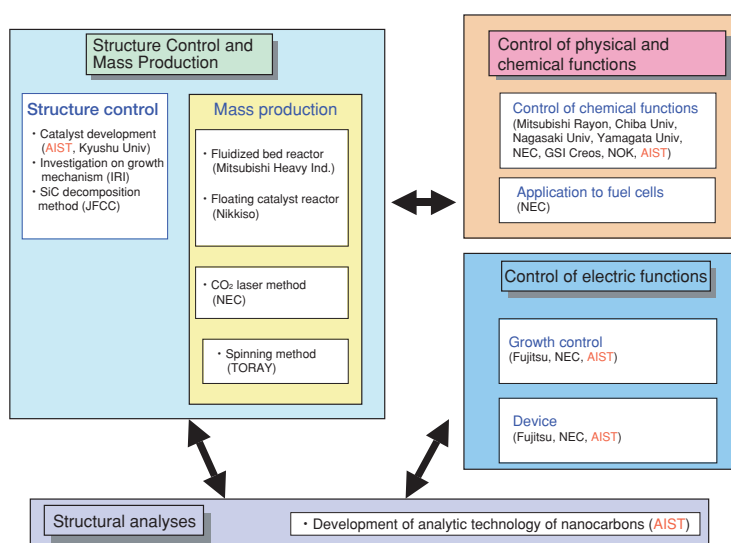 Structure Control and
Mass Production
Structure control
・Catalyst development
(AIST, Kyushu Univ)
・Investigation on growth
mechanism (IRI)
・SiC decomposition
method (JFCC)
Mass production
・Fluidized bed reactor
(Mitsubishi Heavy Ind.)
・Floating catalyst reactor
(Nikkiso)
・CO₂ laser method
(NEC)
・Spinning method
(TORAY)
Control of physical and
chemical functions
Control of chemical functions
(Mitsubishi Rayon, Chiba Univ,
Nagasaki Univ, Yamagata Univ,
NEC, GSI Creos, NOK, AIST)
Application to fuel cells
(NEC)
Control of electric functions
Growth control
(Fujitsu, NEC, AIST)
Device
(Fujitsu, NEC, AIST)
Structural analyses
・Development of analytic technology of nanocarbons (AIST)